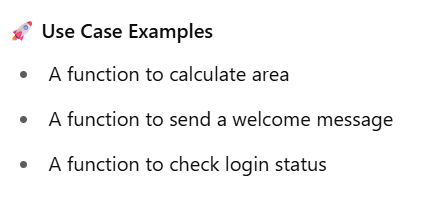 🚀 Use Case Examples
• A function to calculate area
• A function to send a welcome message
• A function to check login status